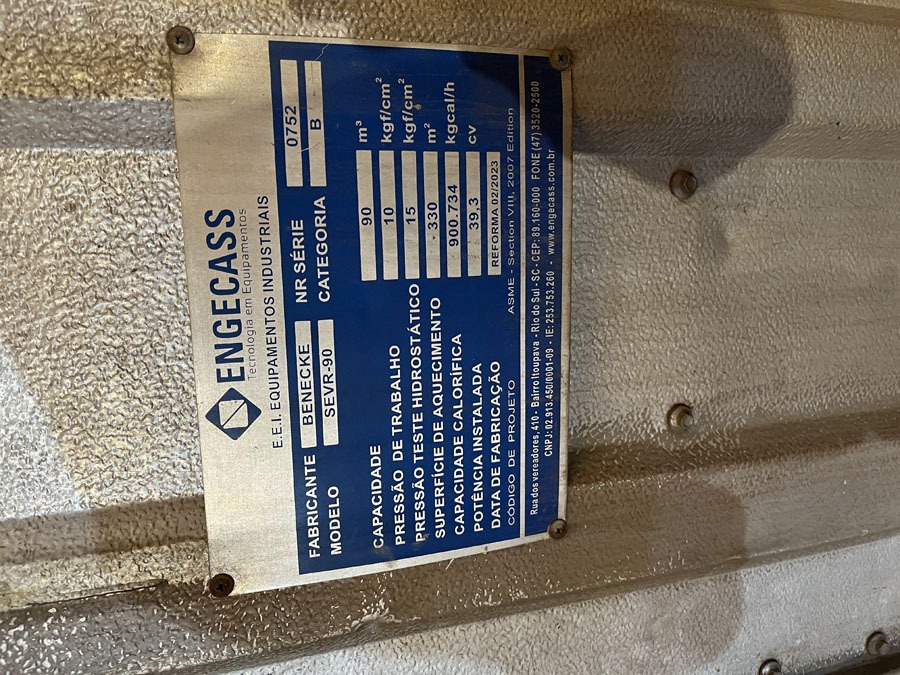 ENGECASS
Tecnologia em Equipamentos
E.E.I. EQUIPAMENTOS INDUSTRIAIS
FABRICANTE BENECKE NR SÉRIE 0752
MODELO SEVR-90 CATEGORIA B
CAPACIDADE 90 m³
PRESSÃO DE TRABALHO 10 kgf/cm²
PRESSÃO TESTE HIDROSTÁTICO 15 kgf/cm²
SUPERFÍCIE DE AQUECIMENTO 330 m²
CAPACIDADE CALORÍFICA 900.734 kgcal/h
POTÊNCIA INSTALADA 39.3 cv
DATA DE FABRICAÇÃO REFORMA 02/2023
CÓDIGO DE PROJETO ASME - Section VIII, 2007 Edition
Rua dos vereadores, 410 - Bairro Itoupava - Rio do Sul - SC - CEP: 89.160-000 FONE (47) 3520-2500
CNPJ: 02.913.450/0001-09 - IE: 253.753.260 - www.engecass.com.br